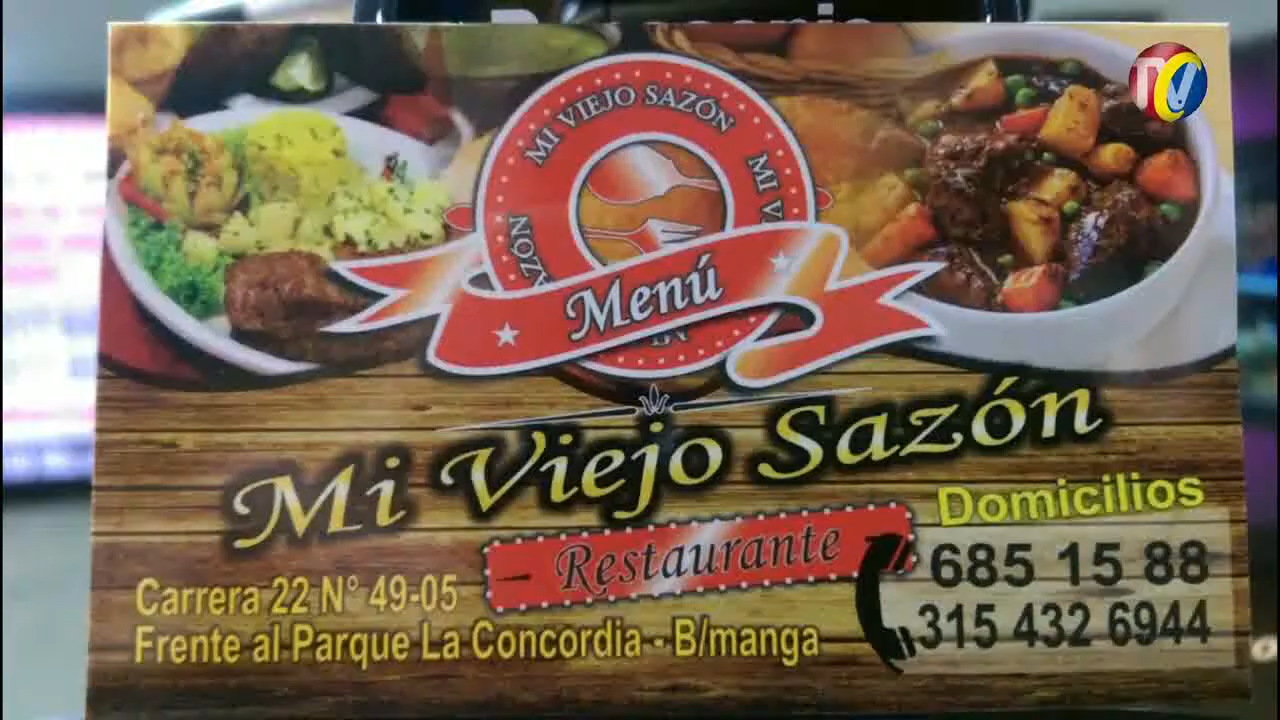 TVC
MI VIEJO SAZÓN
Menú
Mi Viejo Sazón
Restaurante
Domicilios
685 15 88
315 432 6944
Carrera 22 N° 49-05
Frente al Parque La Concordia - B/manga